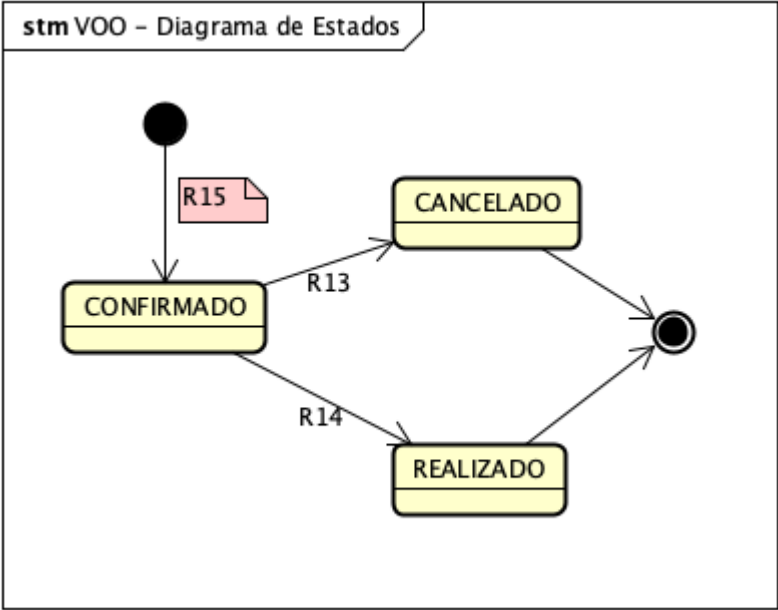 stm VOO – Diagrama de Estados
R15
CANCELADO
R13
CONFIRMADO
R14
REALIZADO